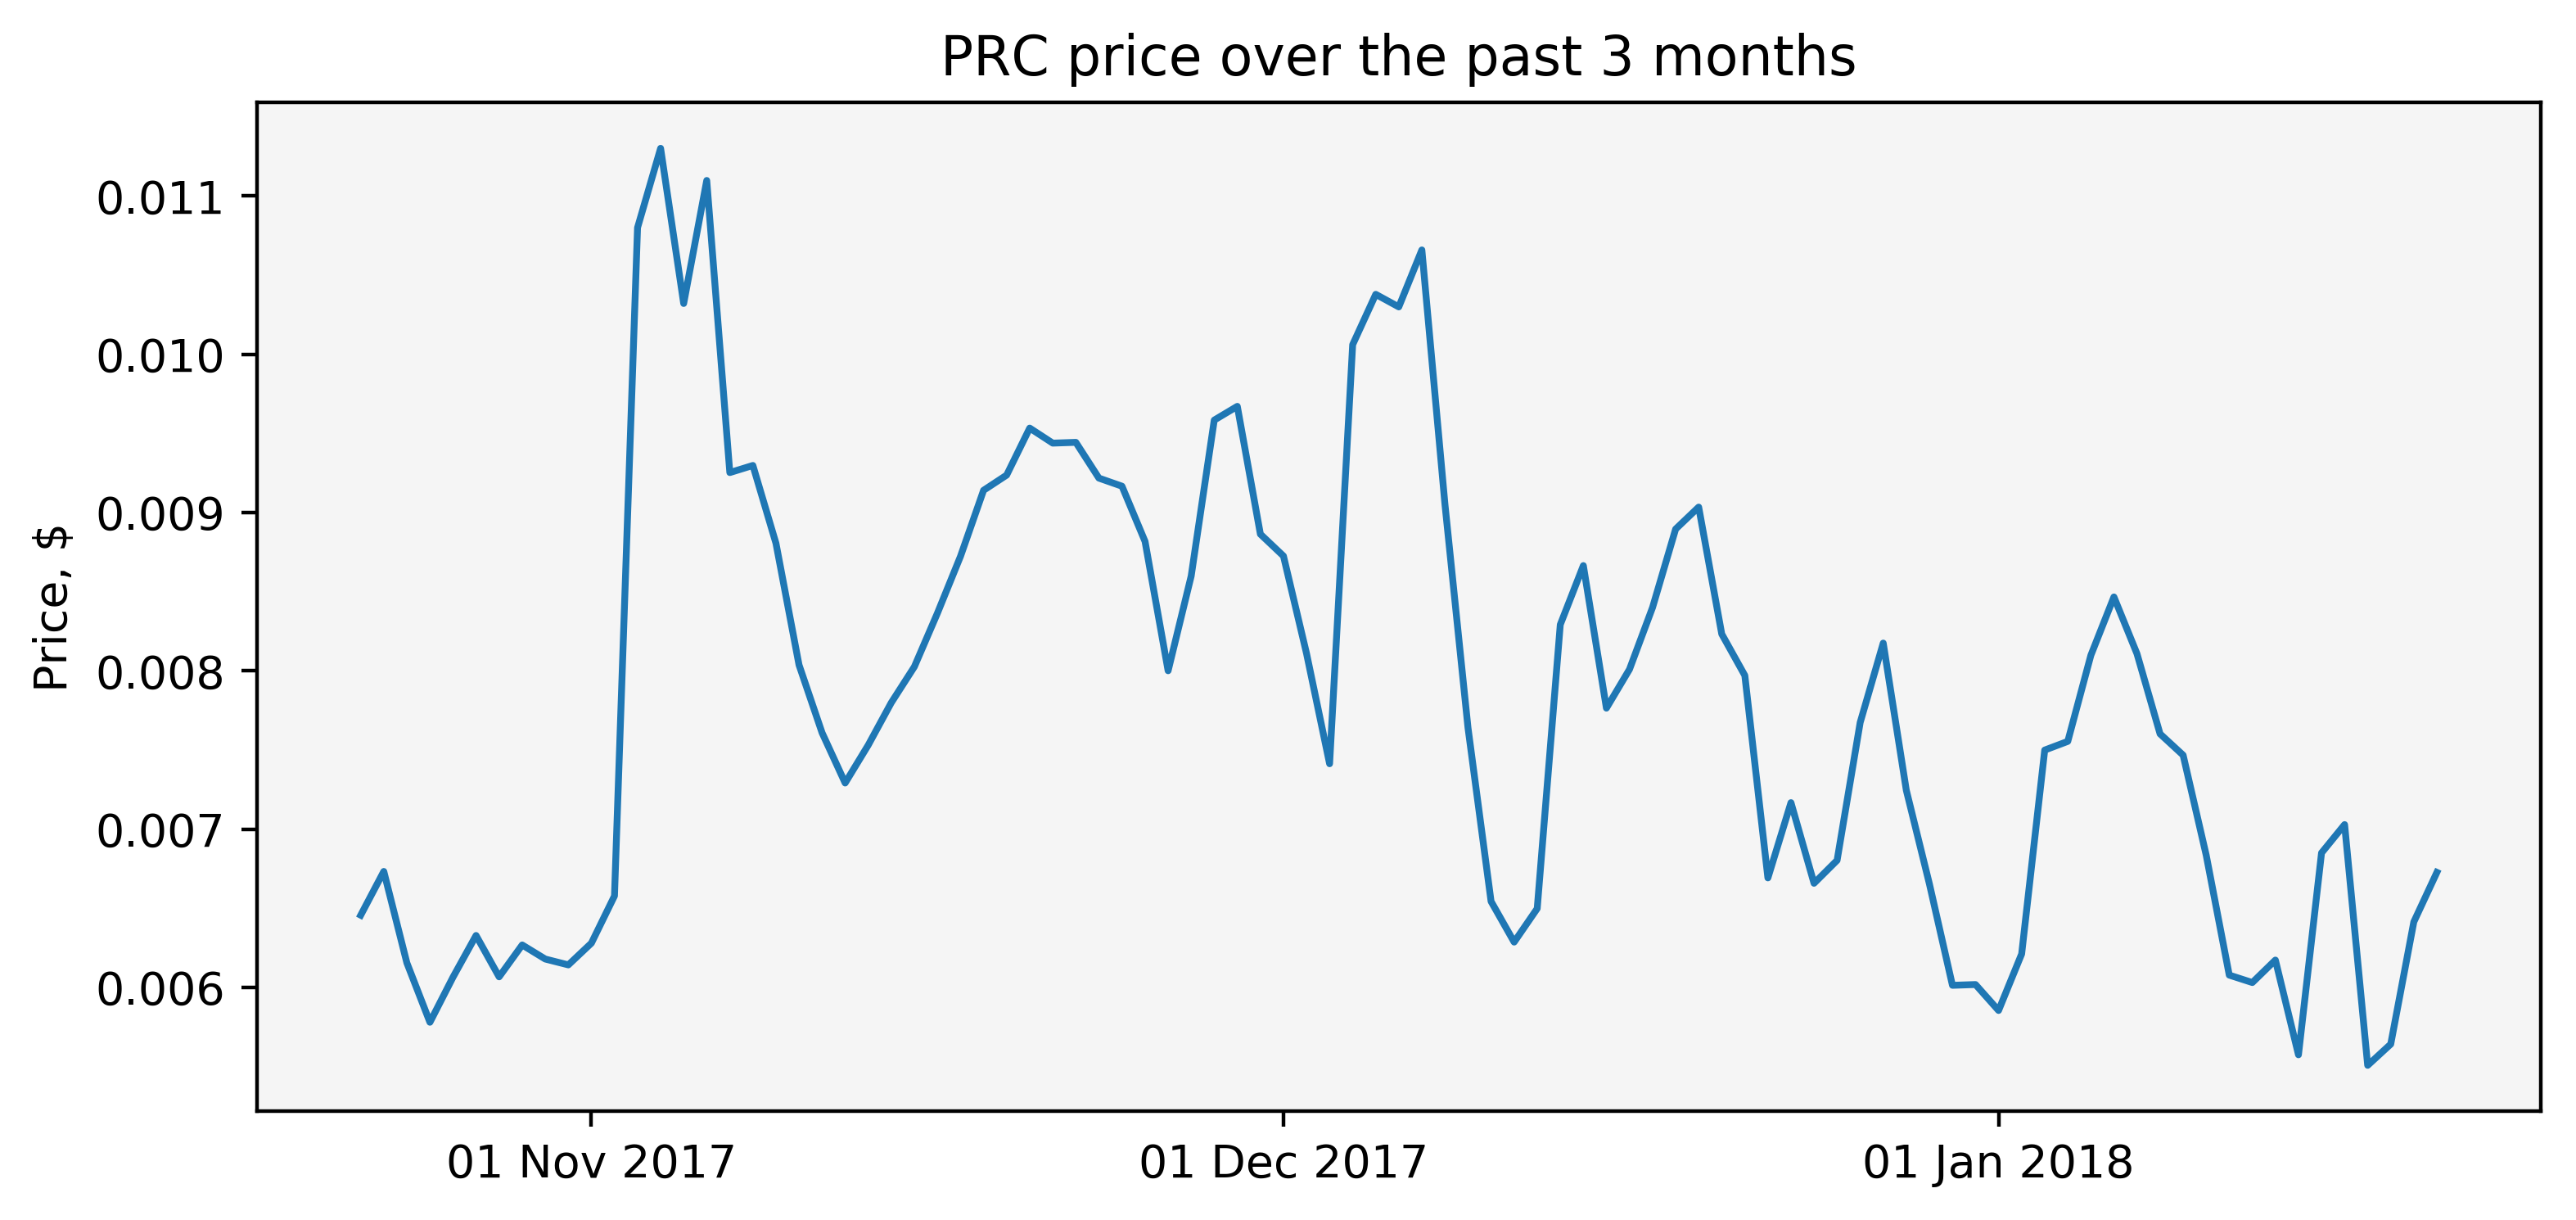 PRC price over the past 3 months
Price, $
0.011
0.010
0.009
0.008
0.007
0.006
01 Nov 2017
01 Dec 2017
01 Jan 2018